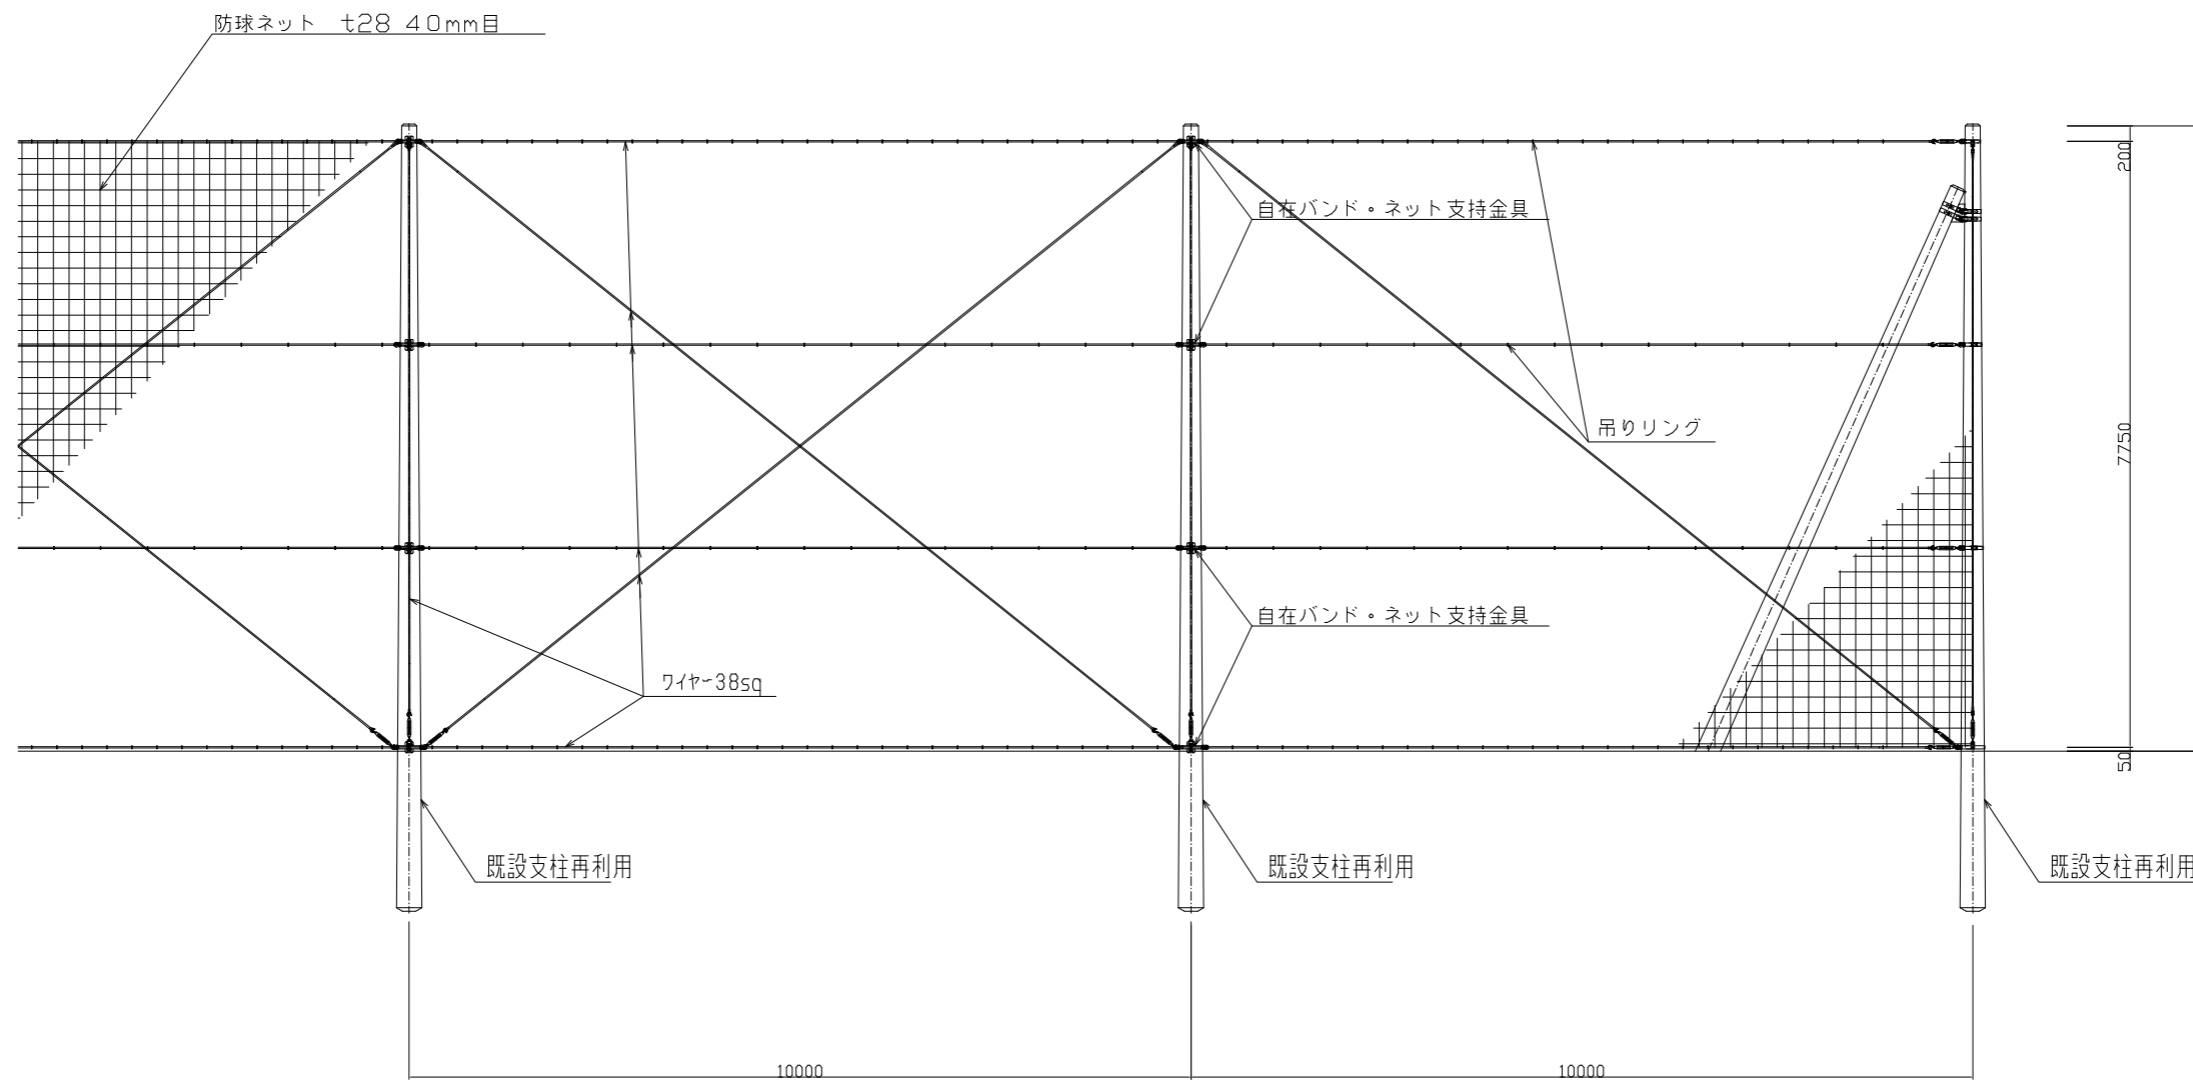 防球ネット t28 40mm目
200
自在バンド・ネット支持金具
吊りリング
7750
自在バンド・ネット支持金具
ワイヤー38sq
50
既設支柱再利用
既設支柱再利用
既設支柱再利用
10000
10000